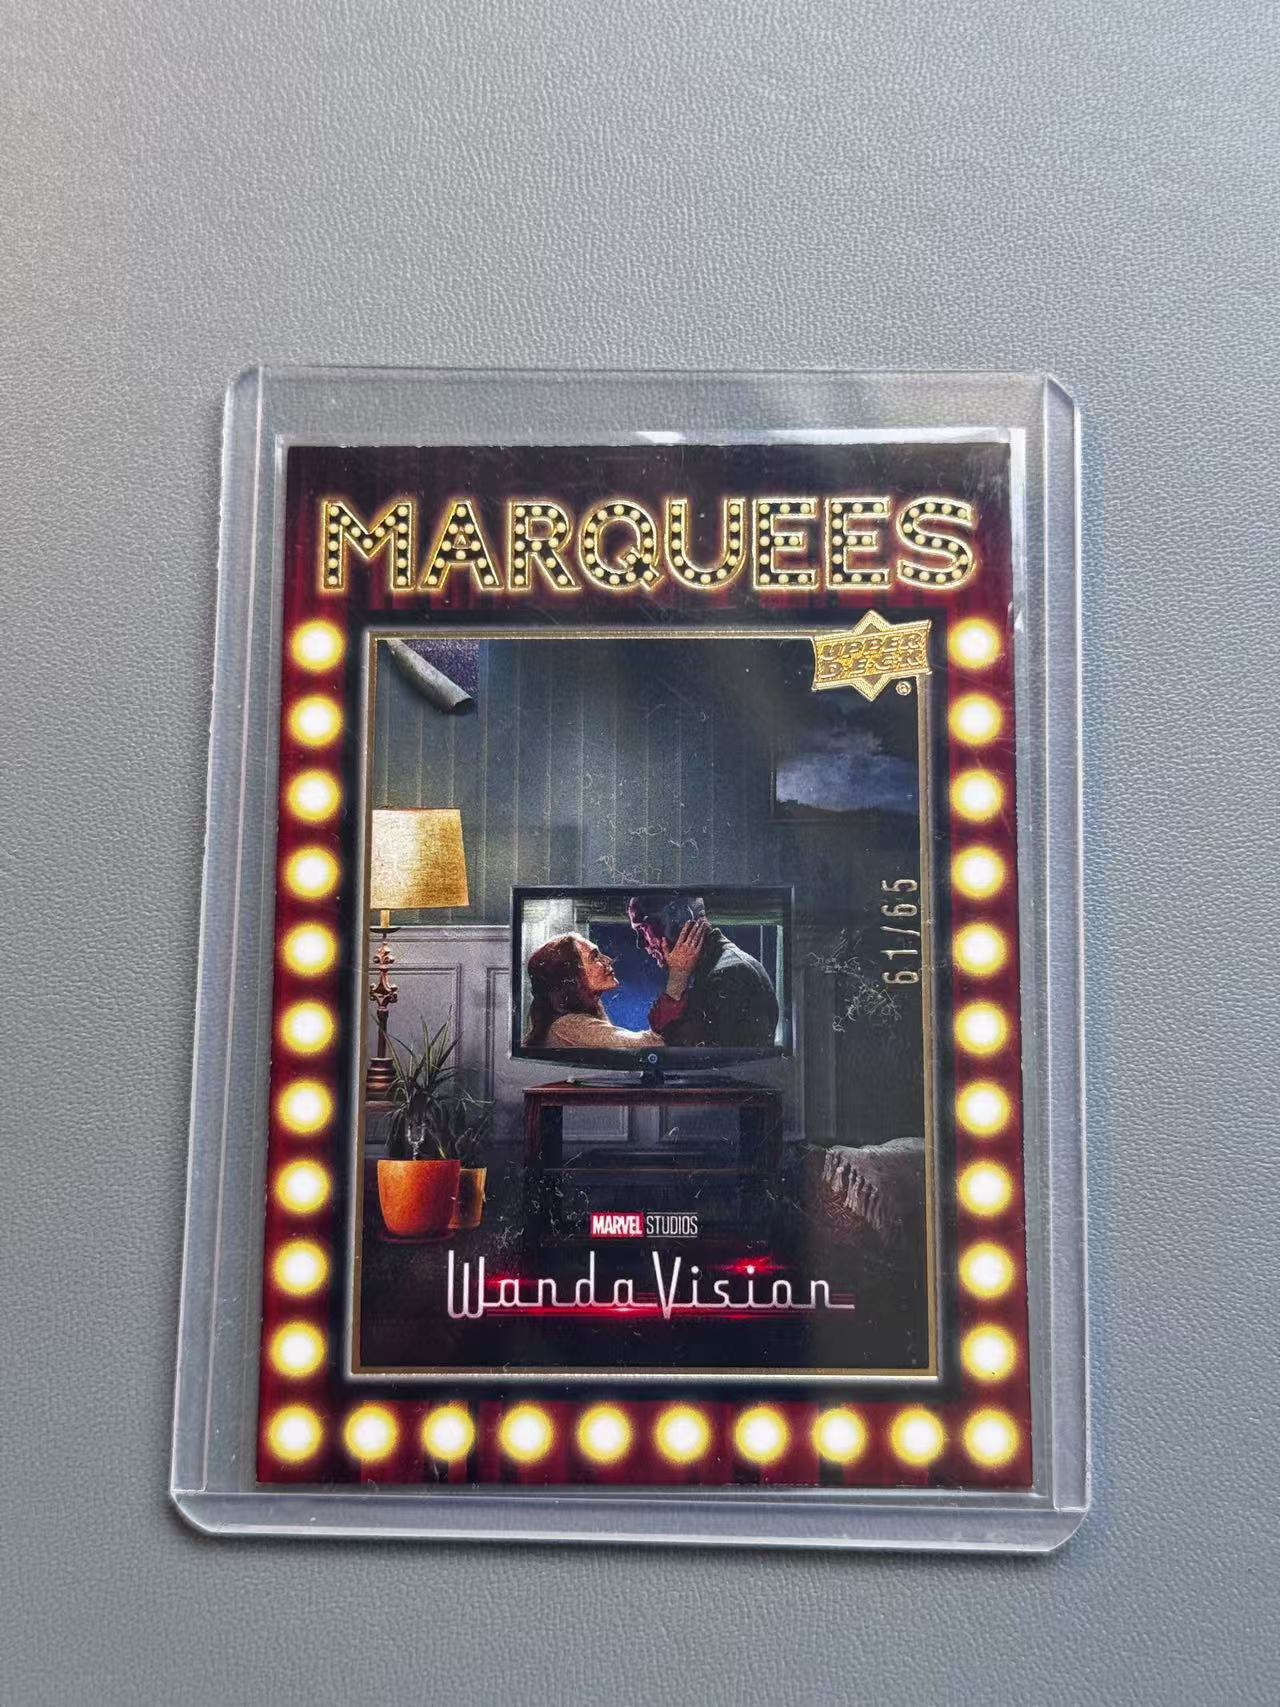 MARQUEES
UPPER
DECK
®
61/65
MARVEL STUDIOS
WandaVision